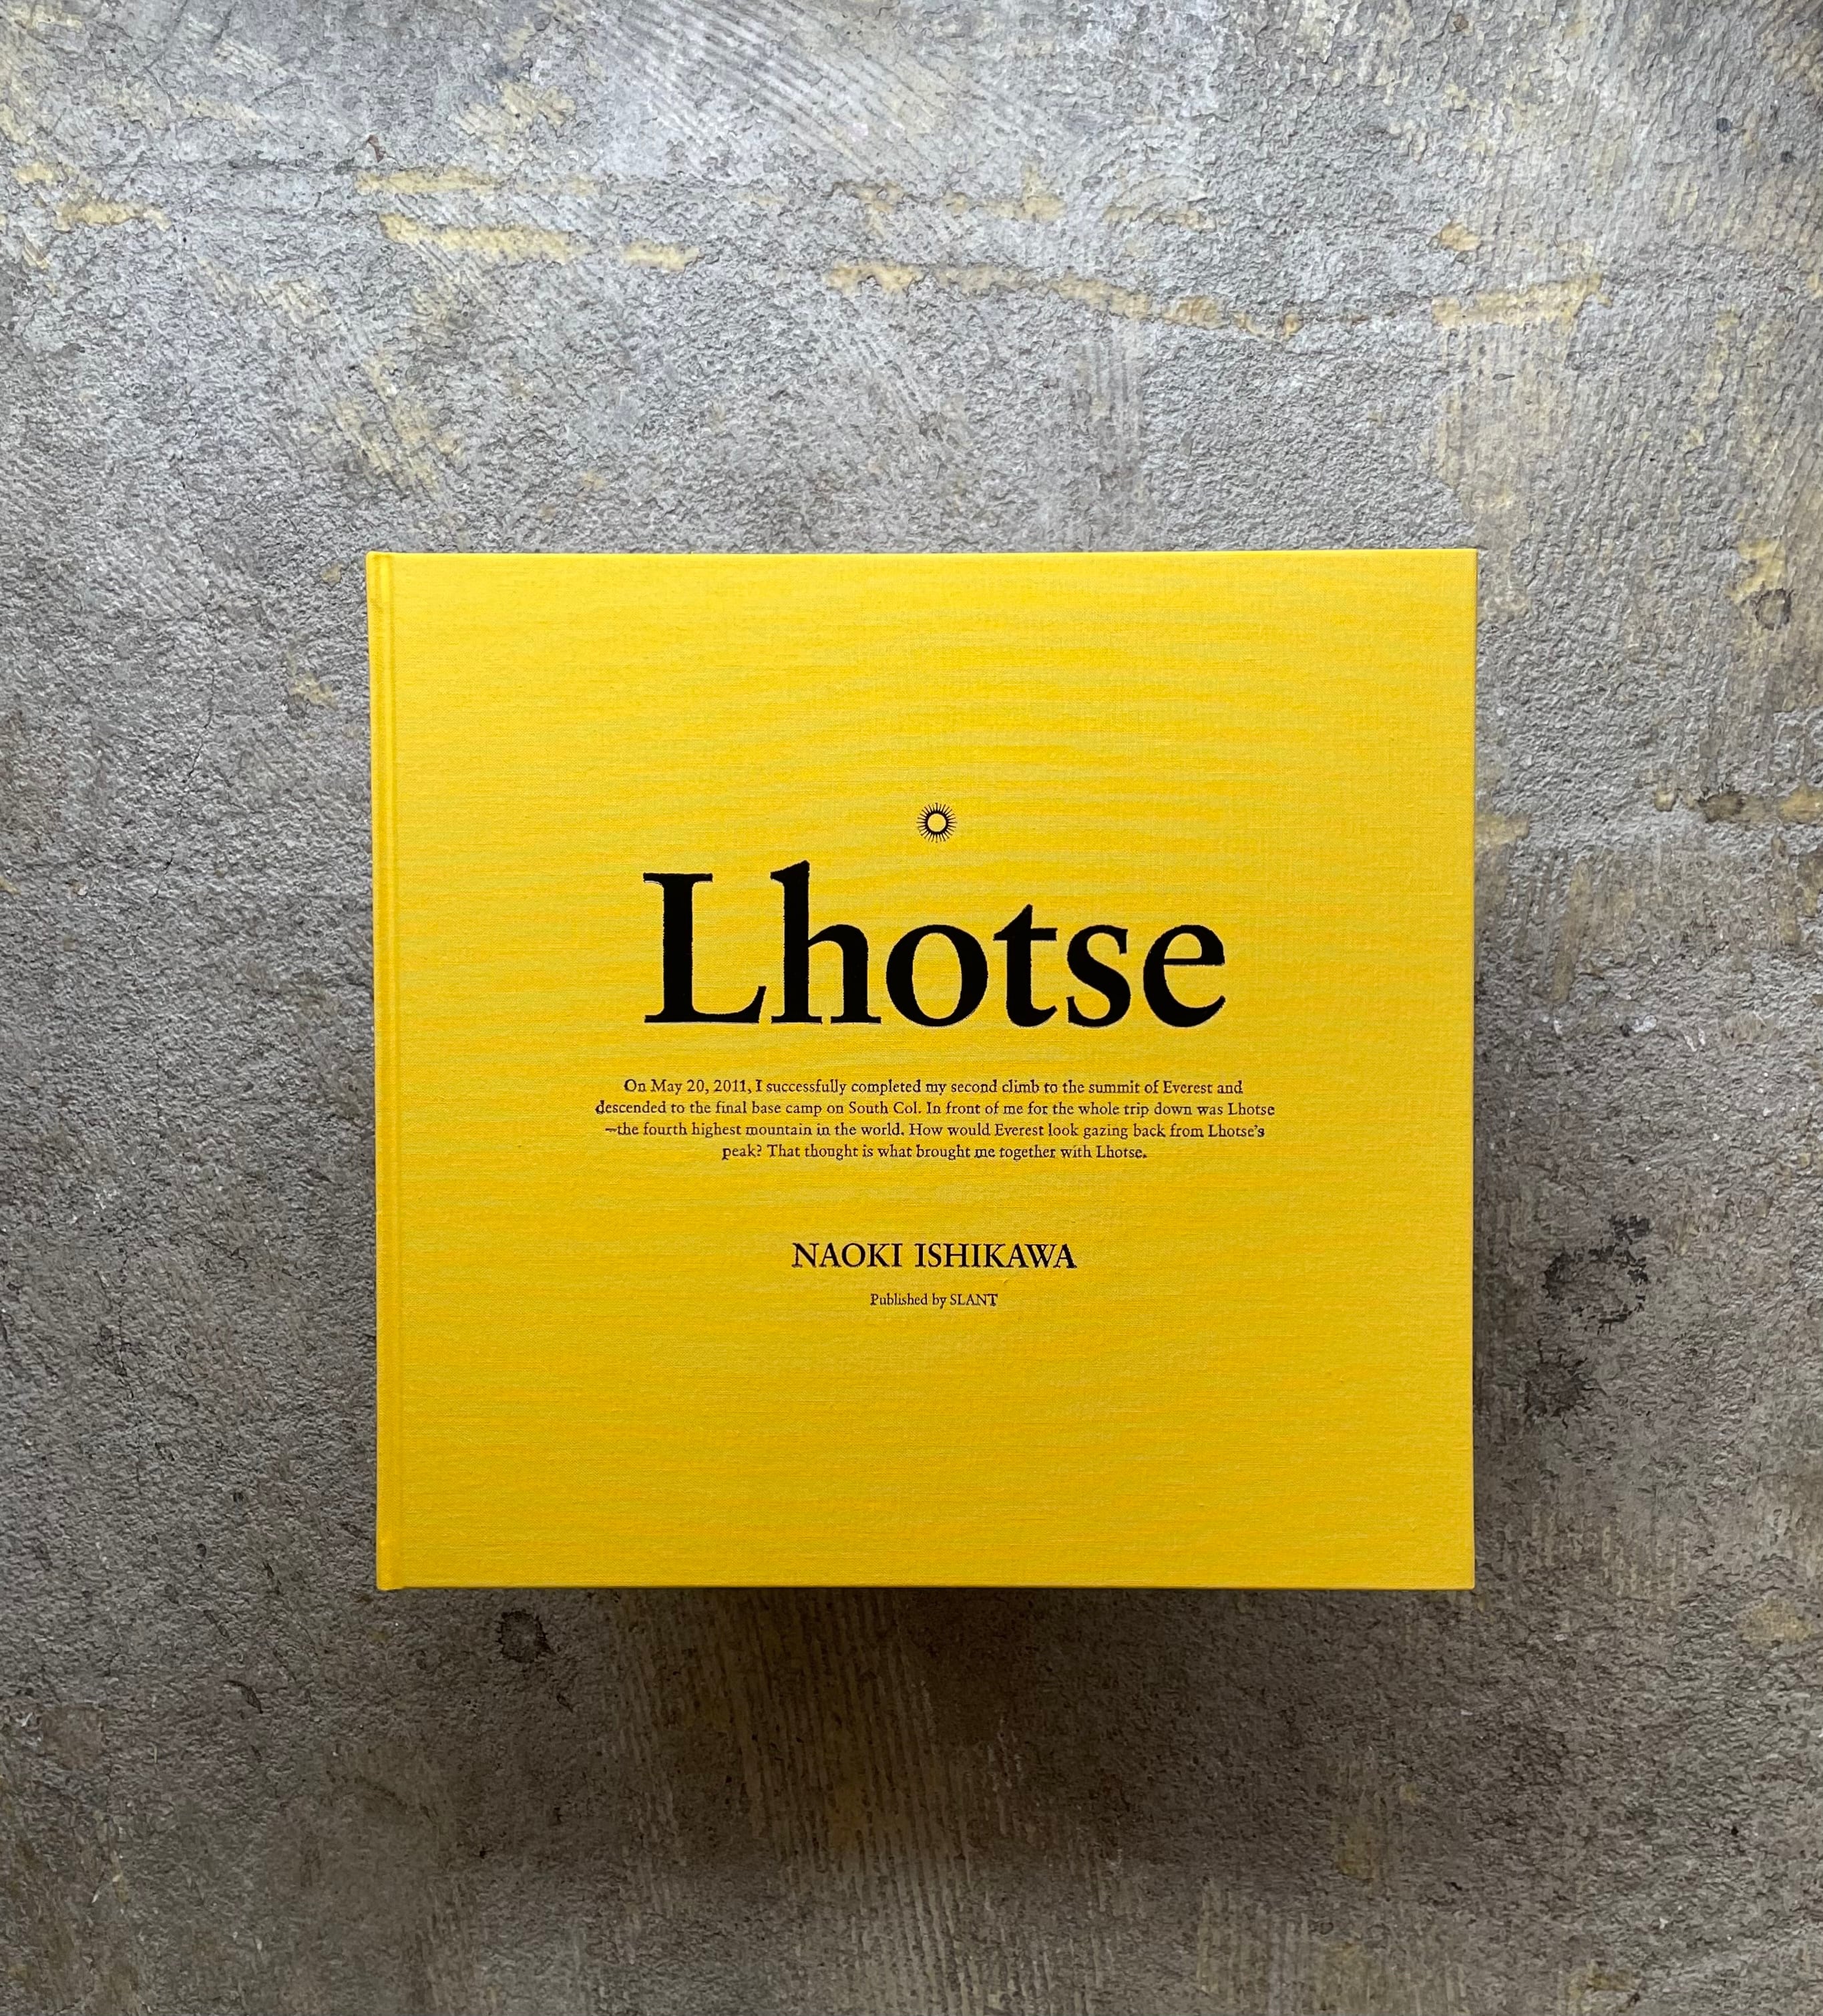 Lhotse
On May 20, 2011, I successfully completed my second climb to the summit of Everest and
descended to the final base camp on South Col. In front of me for the whole trip down was Lhotse
—the fourth highest mountain in the world. How would Everest look gazing back from Lhotse's
peak? That thought is what brought me together with Lhotse.
NAOKI ISHIKAWA
Published by SLANT